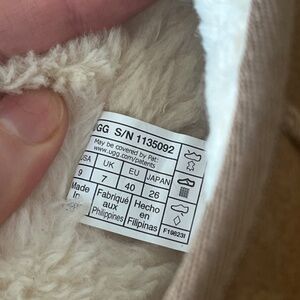 UGG S/N 1135092
May be covered by Pat:
www.ugg.com/patents
USA UK EU JAPAN
9 7 40 26
Made In
Fabriqué aux Philippines
Hecho en Filipinas
F19823I